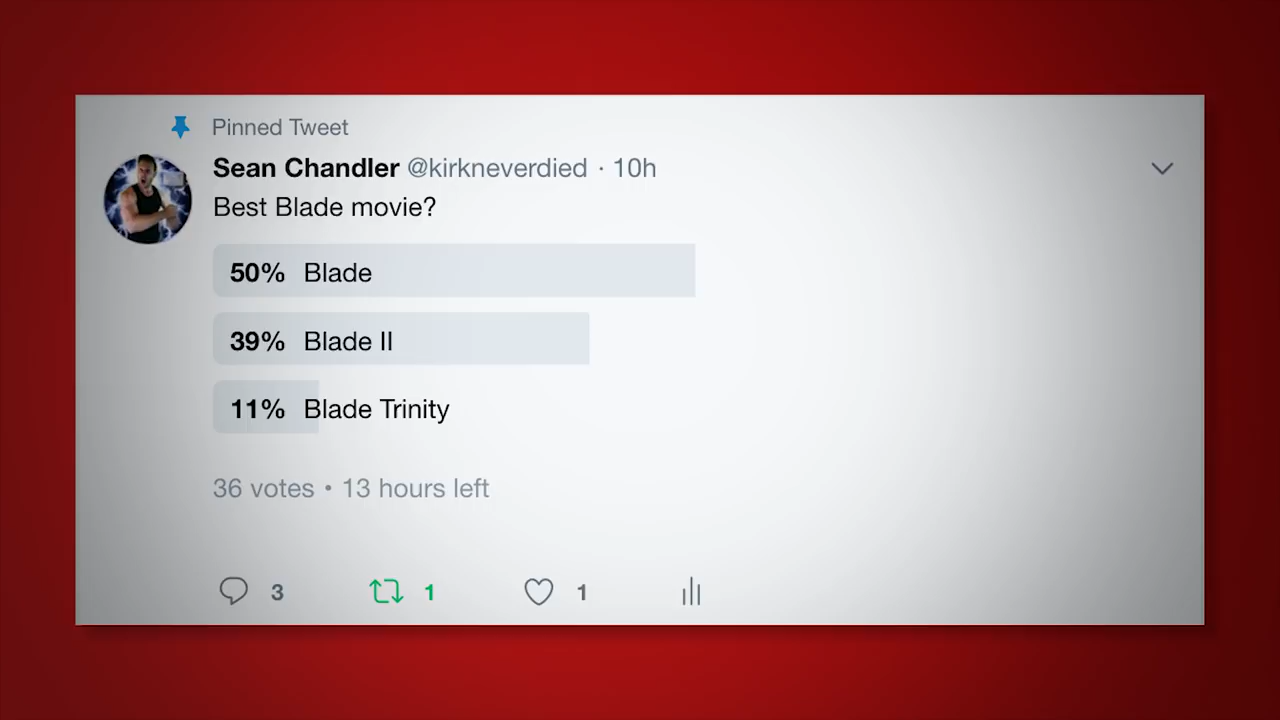 Pinned Tweet
Sean Chandler @kirkneverdied · 10h
Best Blade movie?
50% Blade
39% Blade II
11% Blade Trinity
36 votes • 13 hours left
3 1 1